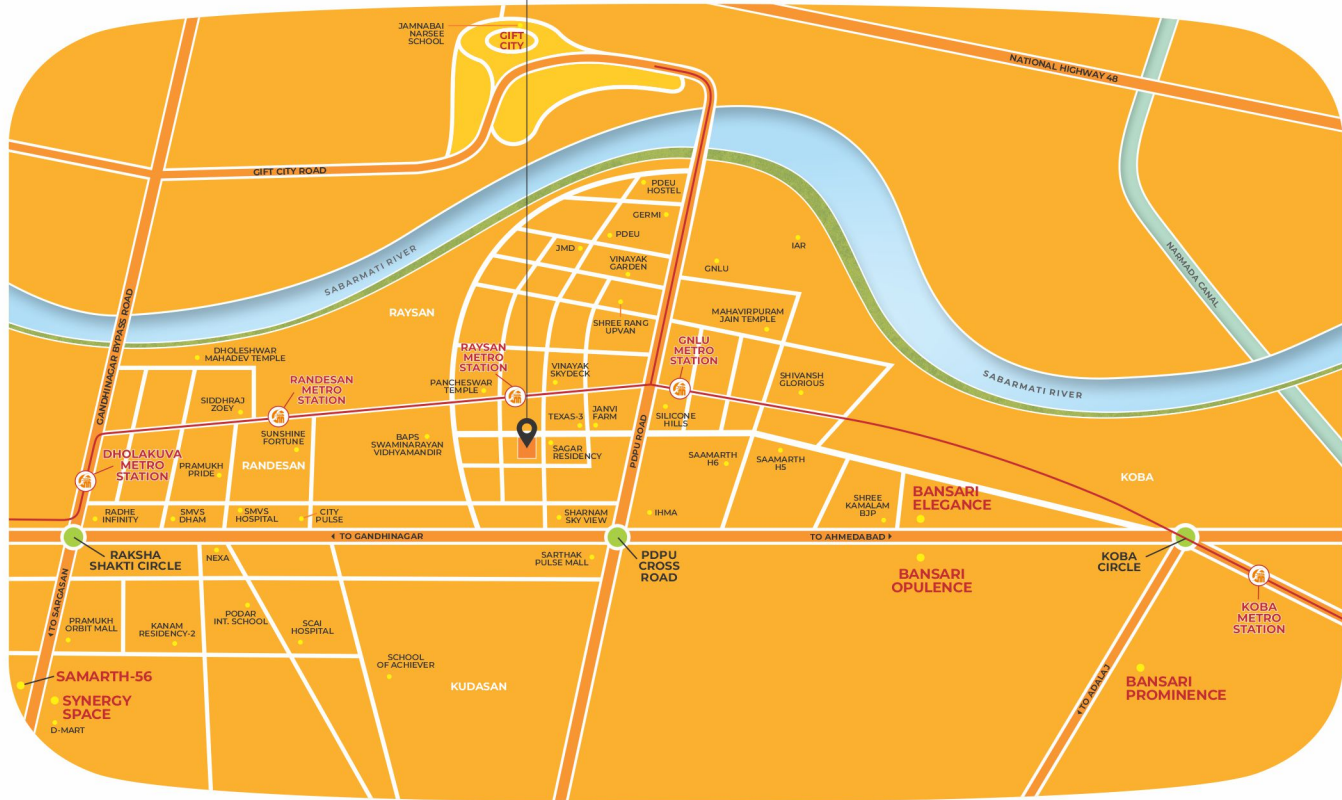 JAMNABAI
NARSEE
SCHOOL
GIFT
CITY
NATIONAL HIGHWAY 48
GIFT CITY ROAD
PDEU
HOSTEL
GERMI
PDEU
JMD
VINAYAK
GARDEN
GNLU
IAR
NARMADA CANAL
SABARMATI RIVER
GANDHINAGAR BYPASS ROAD
RAYSAN
SHREE RANG
UPVAN
MAHAVIRPURAM
JAIN TEMPLE
DHOLESHWAR
MAHADEV TEMPLE
RAYSAN
METRO
STATION
GNLU
METRO
STATION
VINAYAK
SKYDECK
SHIVANSH
GLORIOUS
SABARMATI RIVER
RANDESAN
METRO
STATION
PANCHESWAR
TEMPLE
SIDDHRAJ
ZOEY
TEXAS-3
JANVI
FARM
SILICONE
HILLS
SUNSHINE
FORTUNE
BAPS
SWAMINARAYAN
VIDHYAMANDIR
PDPU ROAD
SAGAR
RESIDENCY
SAAMARTH
H6
SAAMARTH
H5
DHOLAKUVA
METRO
STATION
PRAMUKH
PRIDE
RANDESAN
KOBA
BANSARI
ELEGANCE
SHREE
KAMALAM
BJP
RADHE
INFINITY
SMVS
DHAM
SMVS
HOSPITAL
CITY
PULSE
SHARNAM
SKY VIEW
IHMA
TO GANDHINAGAR
TO AHMEDABAD
RAKSHA
SHAKTI CIRCLE
NEXA
SARTHAK
PULSE MALL
PDPU
CROSS
ROAD
BANSARI
OPULENCE
KOBA
CIRCLE
KOBA
METRO
STATION
TO SARGASAN
PRAMUKH
ORBIT MALL
KANAM
RESIDENCY-2
PODAR
INT. SCHOOL
SCAI
HOSPITAL
SCHOOL
OF ACHIEVER
KUDASAN
SAMARTH-56
SYNERGY
SPACE
D-MART
TO ADALAJ
BANSARI
PROMINENCE